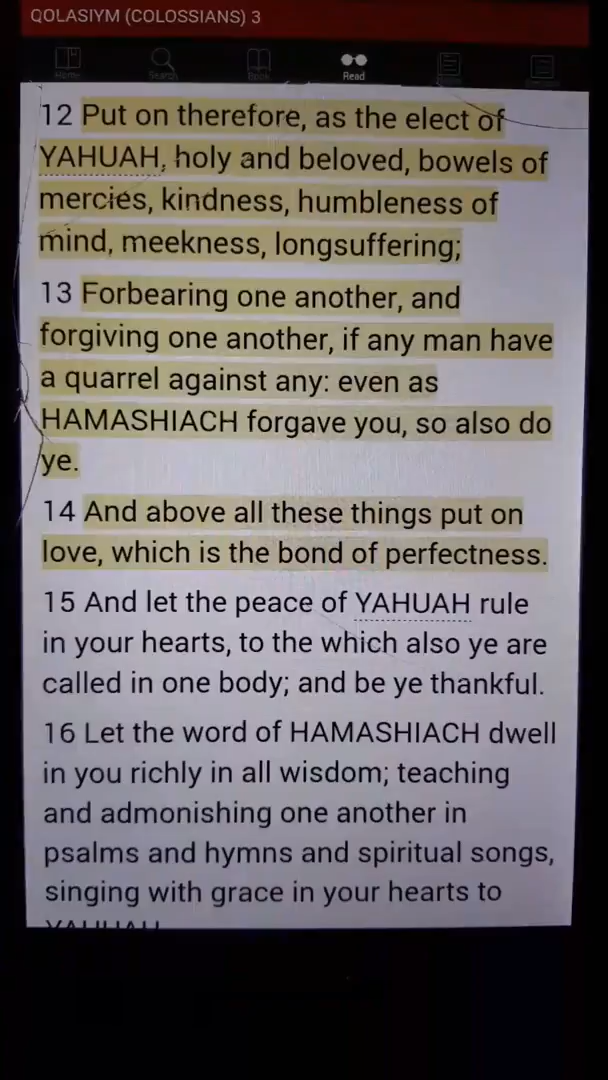 QOLASIYM (COLOSSIANS) 3
Home
Search
Book
Read
12 Put on therefore, as the elect of
YAHUAH, holy and beloved, bowels of
mercies, kindness, humbleness of
mind, meekness, longsuffering;
13 Forbearing one another, and
forgiving one another, if any man have
a quarrel against any: even as
HAMASHIACH forgave you, so also do
ye.
14 And above all these things put on
love, which is the bond of perfectness.
15 And let the peace of YAHUAH rule
in your hearts, to the which also ye are
called in one body; and be ye thankful.
16 Let the word of HAMASHIACH dwell
in you richly in all wisdom; teaching
and admonishing one another in
psalms and hymns and spiritual songs,
singing with grace in your hearts to
YAHUAH